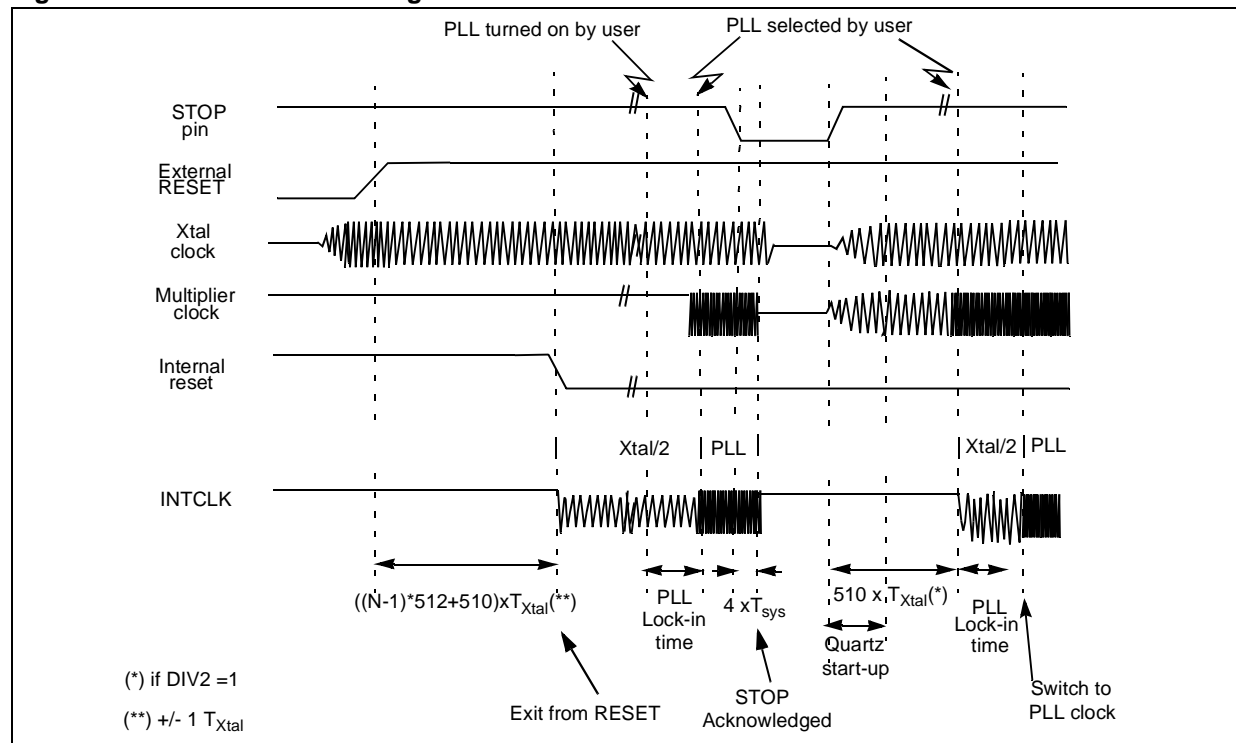 PLL turned on by user
PLL selected by user
STOP
pin
External
RESET
Xtal
clock
Multiplier
clock
Internal
reset
Xtal/2
PLL
Xtal/2
PLL
INTCLK
((N-1)*512+510)xTXtal(**)
PLL
Lock-in
time
4 xTsys
510 x TXtal(*)
Quartz
start-up
PLL
Lock-in
time
(*) if DIV2 =1
(**) +/- 1 TXtal
Exit from RESET
STOP
Acknowledged
Switch to
PLL clock